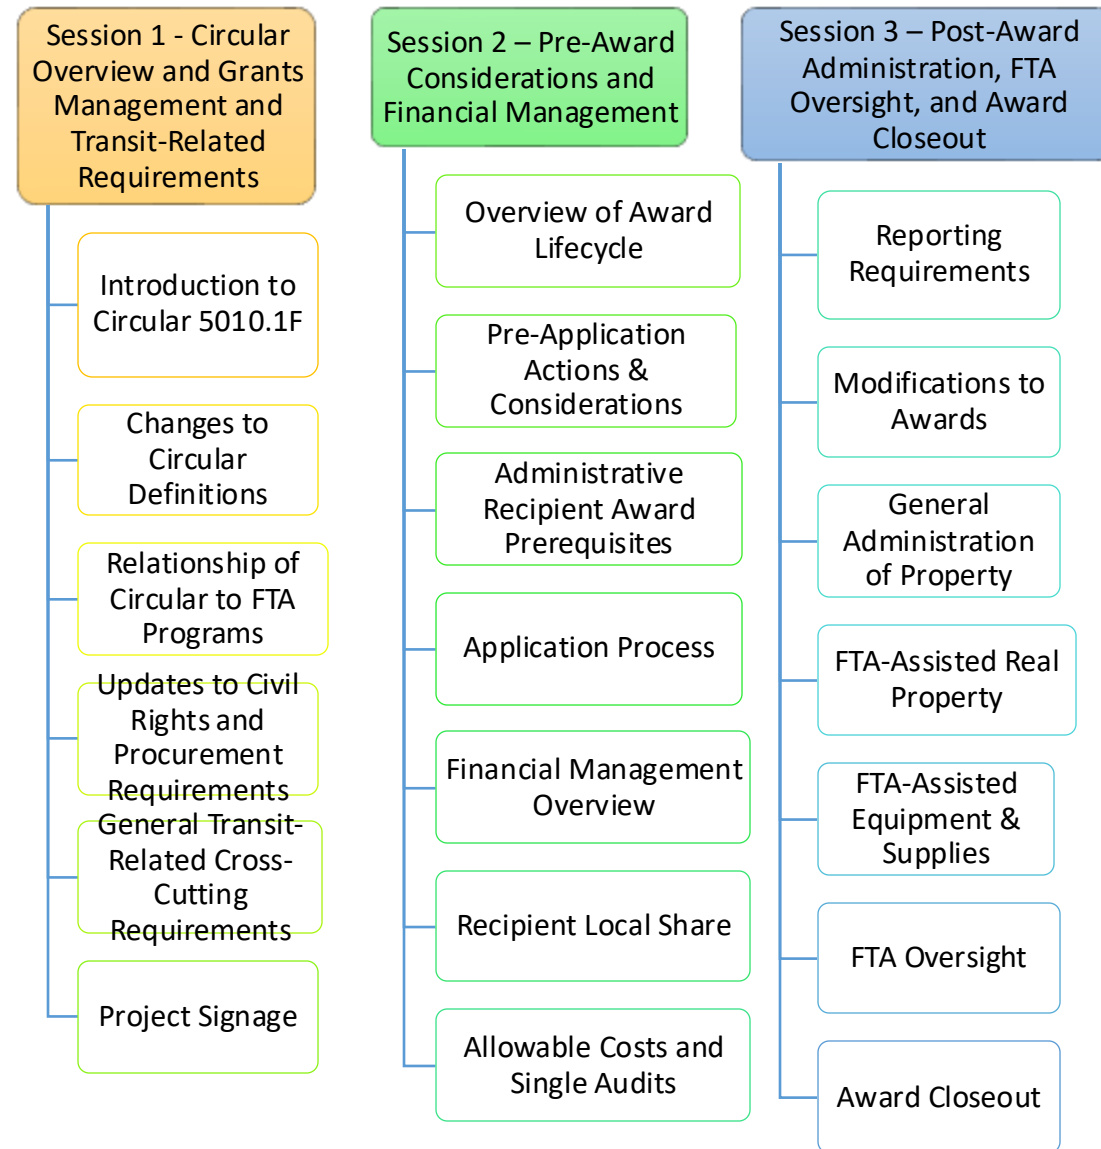 Session 1 - Circular
Overview and Grants
Management and
Transit-Related
Requirements
Introduction to
Circular 5010.1F
Changes to
Circular
Definitions
Relationship of
Circular to FTA
Programs
Updates to Civil
Rights and
Procurement
Requirements
General Transit-
Related Cross-
Cutting
Requirements
Project Signage
Session 2 – Pre-Award
Considerations and
Financial Management
Overview of Award
Lifecycle
Pre-Application
Actions &
Considerations
Administrative
Recipient Award
Prerequisites
Application Process
Financial Management
Overview
Recipient Local Share
Allowable Costs and
Single Audits
Session 3 – Post-Award
Administration, FTA
Oversight, and Award
Closeout
Reporting
Requirements
Modifications to
Awards
General
Administration
of Property
FTA-Assisted Real
Property
FTA-Assisted
Equipment &
Supplies
FTA Oversight
Award Closeout